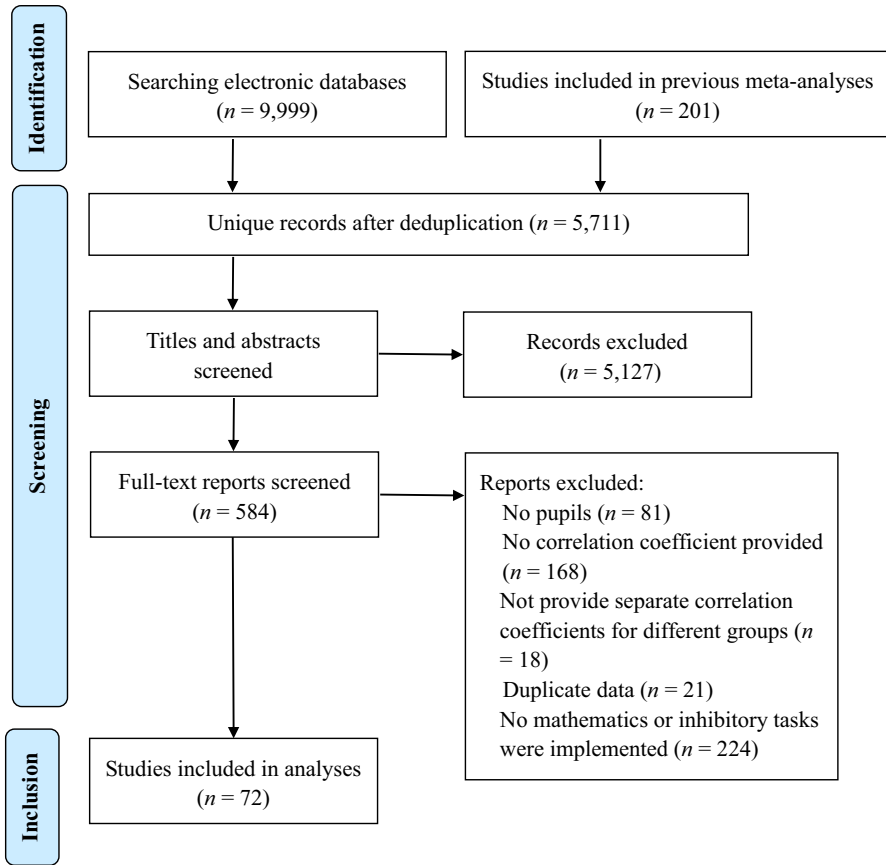 Identification
Searching electronic databases
(n = 9,999)
Studies included in previous meta-analyses
(n = 201)
Screening
Unique records after deduplication (n = 5,711)
Titles and abstracts
screened
Records excluded
(n = 5,127)
Full-text reports screened
(n = 584)
Reports excluded:
No pupils (n = 81)
No correlation coefficient provided
(n = 168)
Not provide separate correlation
coefficients for different groups (n
= 18)
Duplicate data (n = 21)
No mathematics or inhibitory tasks
were implemented (n = 224)
Inclusion
Studies included in analyses
(n = 72)